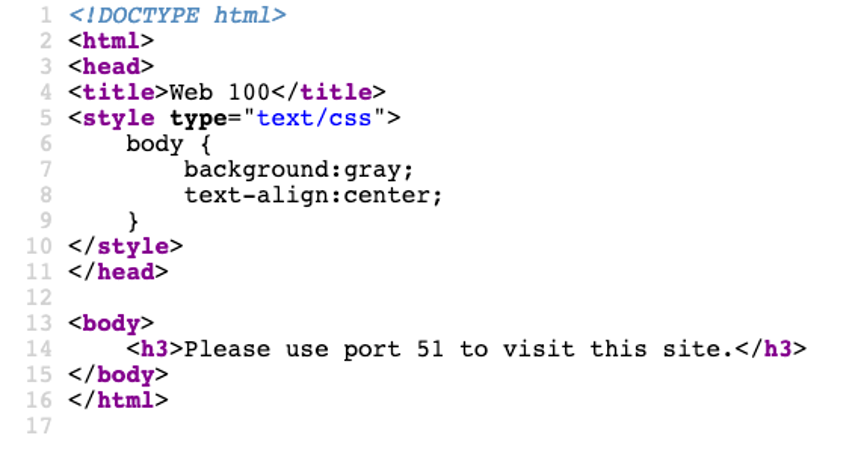 1 <!DOCTYPE html>
2 <html>
3 <head>
4 <title>Web 100</title>
5 <style type="text/css">
6     body {
7         background:gray;
8         text-align:center;
9     }
10 </style>
11 </head>
12
13 <body>
14     <h3>Please use port 51 to visit this site.</h3>
15 </body>
16 </html>
17